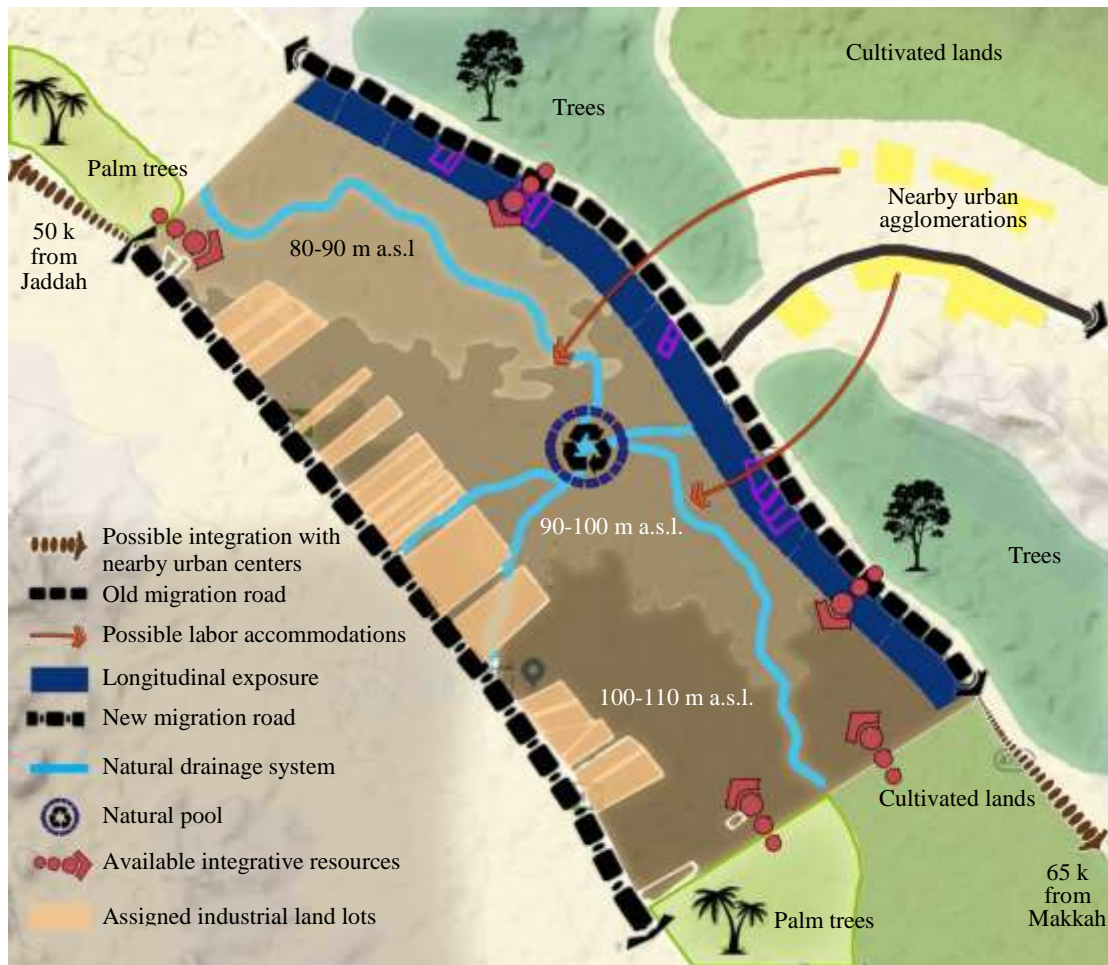 Cultivated lands
Trees
Palm trees
Nearby urban
agglomerations
50 k
from
Jaddah
80-90 m a.s.l
90-100 m a.s.l.
Trees
100-110 m a.s.l.
Cultivated lands
65 k
from
Makkah
Palm trees
Possible integration with
nearby urban centers
Old migration road
Possible labor accommodations
Longitudinal exposure
New migration road
Natural drainage system
Natural pool
Available integrative resources
Assigned industrial land lots